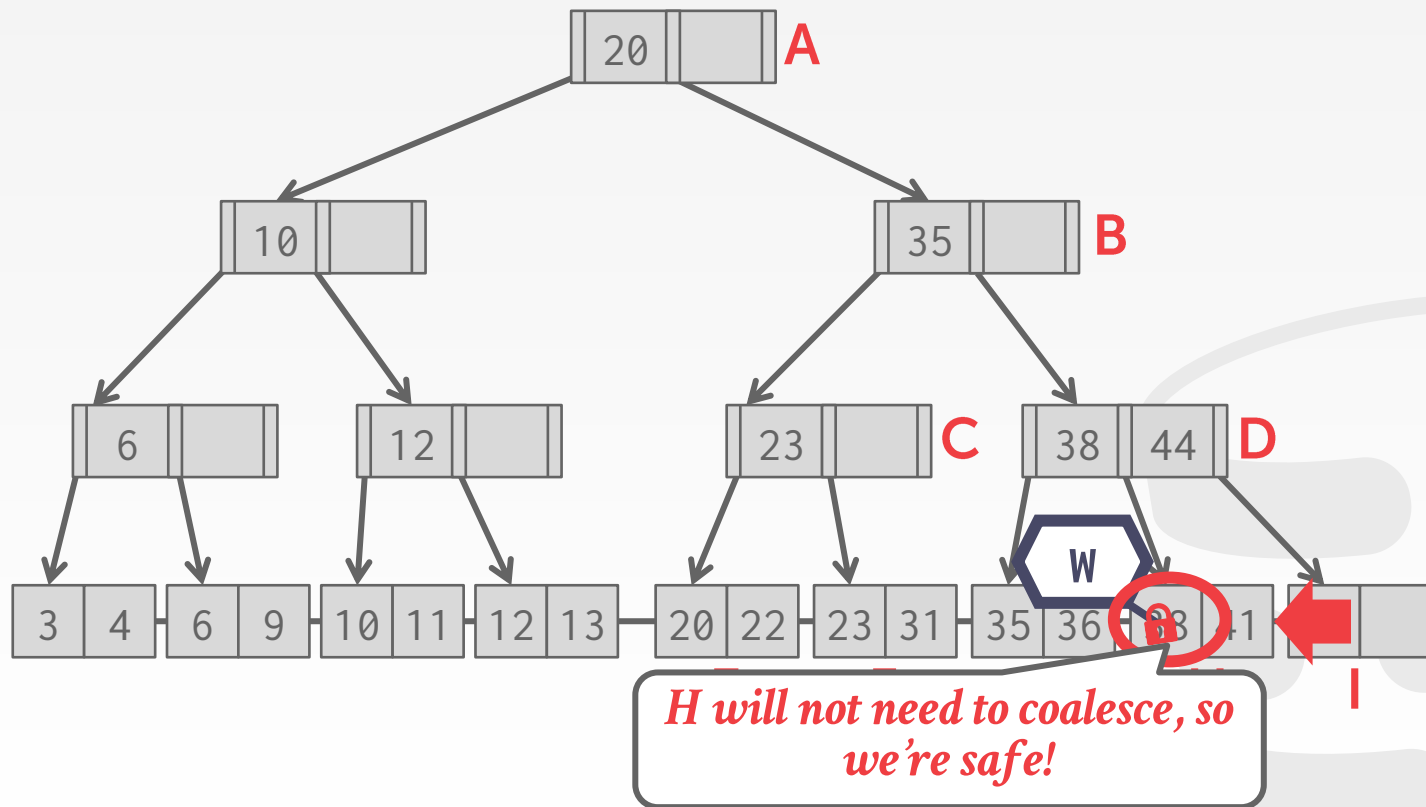 20 A
10 35 B
6 12 23 C 38 44 D
W
3 4 6 9 10 11 12 13 20 22 23 31 35 36 41
I
H will not need to coalesce, so
we’re safe!